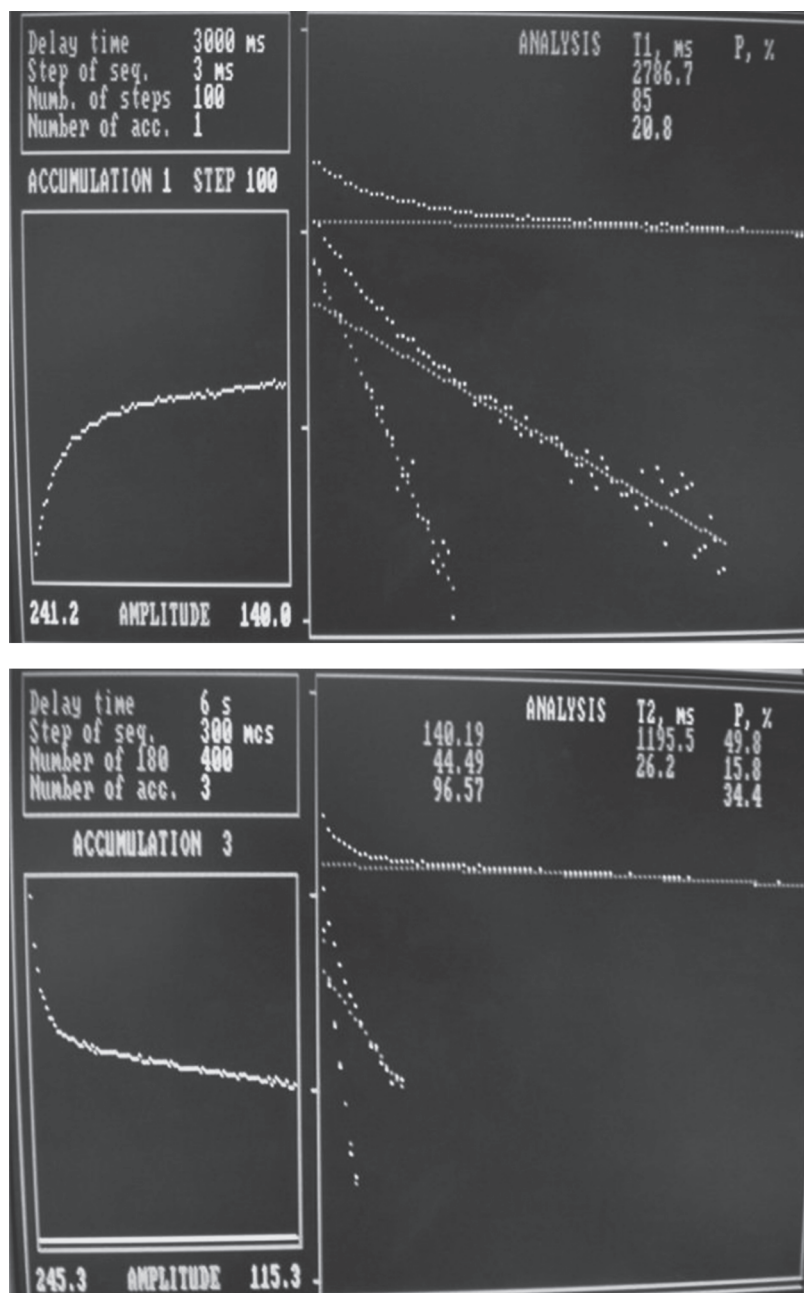 Delay time 3000 ms
Step of seq. 3 ms
Numb. of steps 100
Number of acc. 1
ACCUMULATION 1 STEP 100
241.2 AMPLITUDE 140.0
ANALYSIS T1, ms P, %
2786.7
85
20.8
Delay time 6 s
Step of seq. 300 mcs
Number of 180 400
Number of acc. 3
ACCUMULATION 3
245.3 AMPLITUDE 115.3
ANALYSIS T2, ms P, %
140.19 1195.5 49.8
44.49 26.2 15.8
96.57 34.4